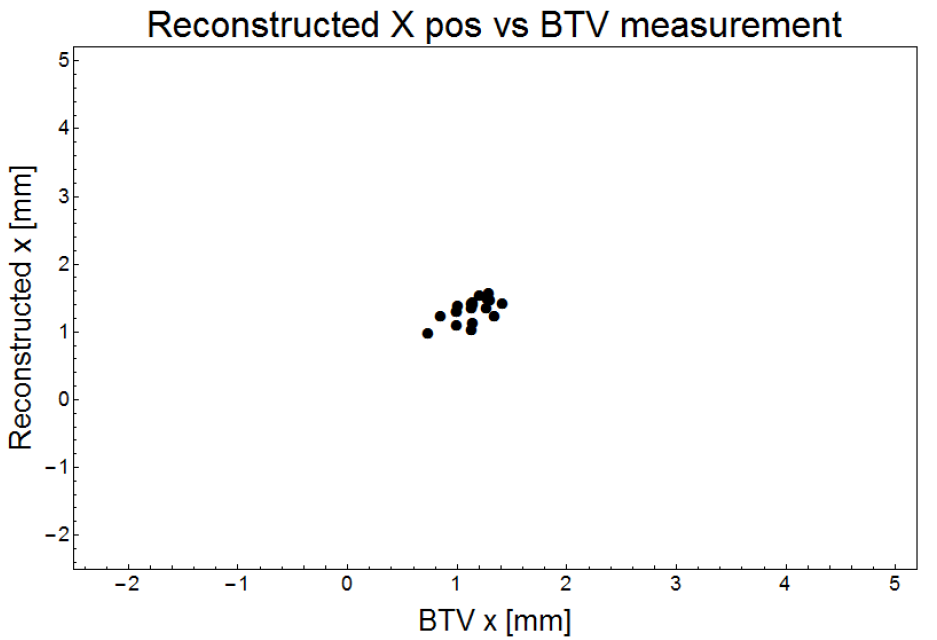 Reconstructed X pos vs BTV measurement
5
4
3
2
1
0
−1
−2
Reconstructed x [mm]
−2 −1 0 1 2 3 4 5
BTV x [mm]